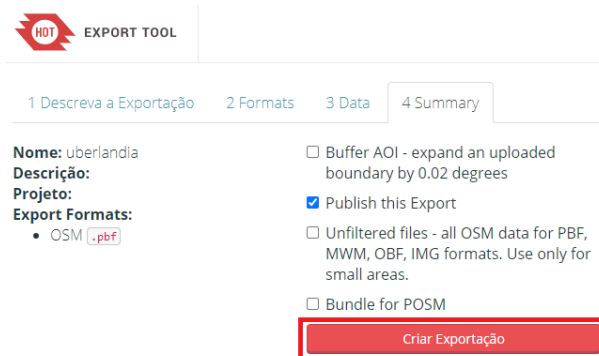 HOT EXPORT TOOL
1 Descreva a Exportação 2 Formats 3 Data 4 Summary
Nome: uberlandia
Descrição:
Projeto:
Export Formats:
OSM .pbf
Buffer AOI - expand an uploaded
boundary by 0.02 degrees
Publish this Export
Unfiltered files - all OSM data for PBF,
MWM, OBF, IMG formats. Use only for
small areas.
Bundle for POSM
Criar Exportação